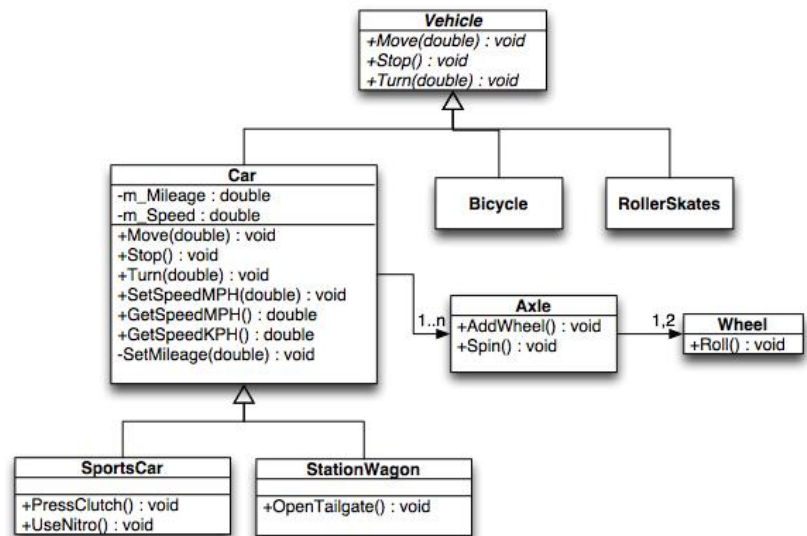 Vehicle
+Move(double) : void
+Stop() : void
+Turn(double) : void
Car
-m_Mileage : double
-m_Speed : double
+Move(double) : void
+Stop() : void
+Turn(double) : void
+SetSpeedMPH(double) : void
+GetSpeedMPH() : double
+GetSpeedKPH() : double
-SetMileage(double) : void
Bicycle
RollerSkates
1..n
Axle
+AddWheel() : void
+Spin() : void
1,2
Wheel
+Roll() : void
SportsCar
+PressClutch() : void
+UseNitro() : void
StationWagon
+OpenTailgate() : void